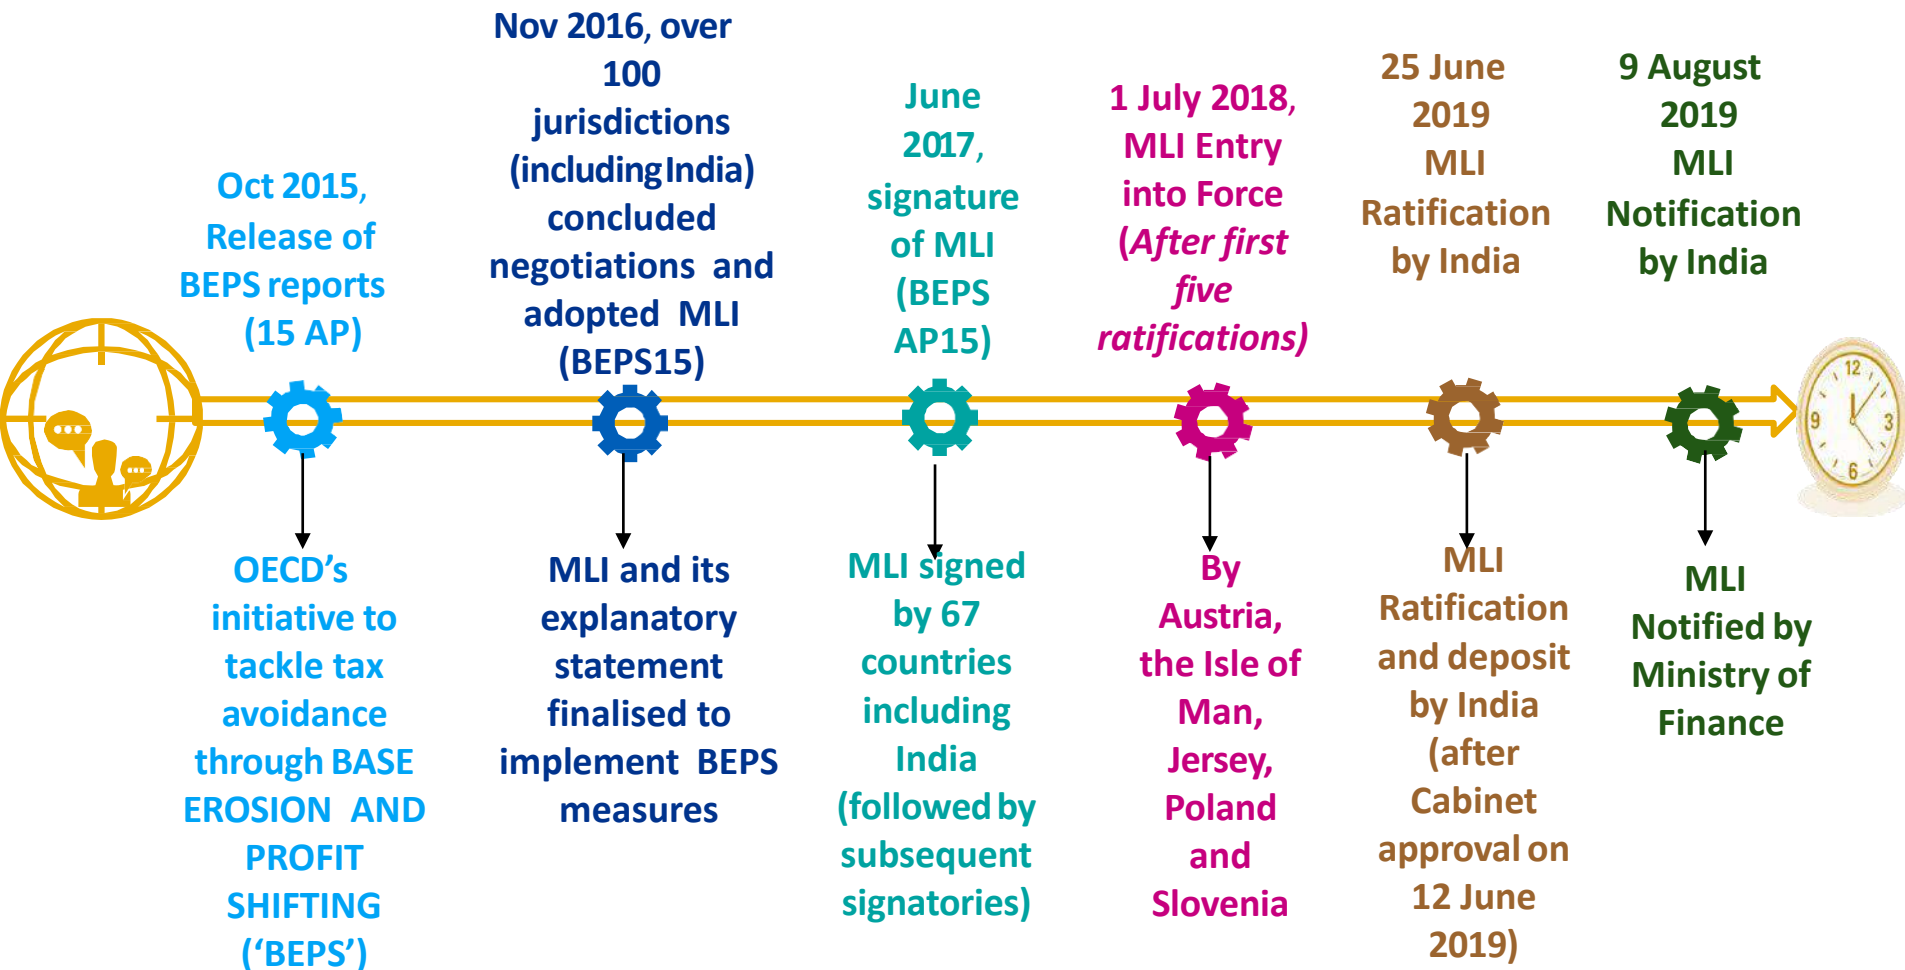 Nov 2016, over
100
jurisdictions
(includingIndia)
concluded
negotiations and
adopted MLI
(BEPS15)
25 June
2019
MLI
Ratification
by India
9 August
2019
MLI
Notification
by India
June
2017,
signature
of MLI
(BEPS
AP15)
1 July 2018,
MLI Entry
into Force
(After first
five
ratifications)
Oct 2015,
Release of
BEPS reports
(15 AP)
12
9
3
6
OECD’s
initiative to
tackle tax
avoidance
through BASE
EROSION AND
PROFIT
SHIFTING
(‘BEPS’)
MLI and its
explanatory
statement
finalised to
implement BEPS
measures
MLI signed
by 67
countries
including
India
(followed by
subsequent
signatories)
By
Austria,
the Isle of
Man,
Jersey,
Poland
and
Slovenia
MLI
Ratification
and deposit
by India
(after
Cabinet
approval on
12 June
2019)
MLI
Notified by
Ministry of
Finance